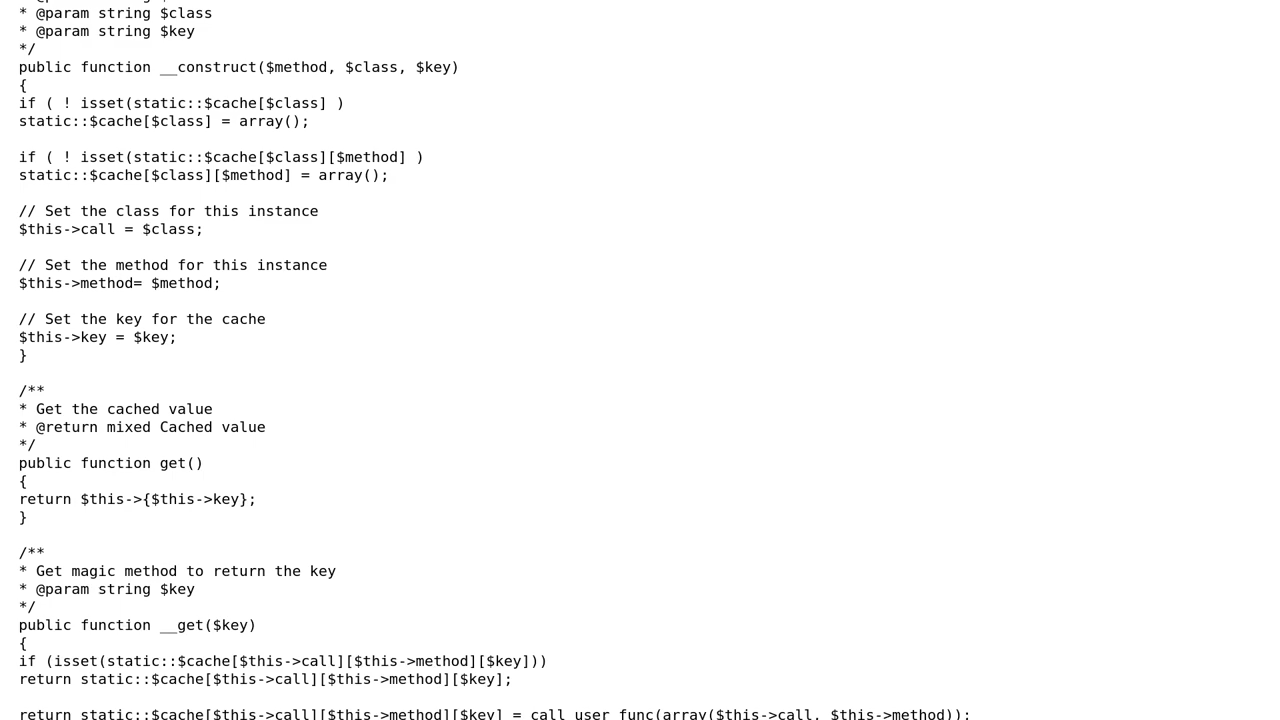 * @param string $class
* @param string $key
*/
public function __construct($method, $class, $key)
{
if ( ! isset(static::$cache[$class] )
static::$cache[$class] = array();

if ( ! isset(static::$cache[$class][$method] )
static::$cache[$class][$method] = array();

// Set the class for this instance
$this->call = $class;

// Set the method for this instance
$this->method= $method;

// Set the key for the cache
$this->key = $key;
}

/**
* Get the cached value
* @return mixed Cached value
*/
public function get()
{
return $this->{$this->key};
}

/**
* Get magic method to return the key
* @param string $key
*/
public function __get($key)
{
if (isset(static::$cache[$this->call][$this->method][$key]))
return static::$cache[$this->call][$this->method][$key];

return static::$cache[$this->call][$this->method][$key] = call_user_func(array($this->call, $this->method));